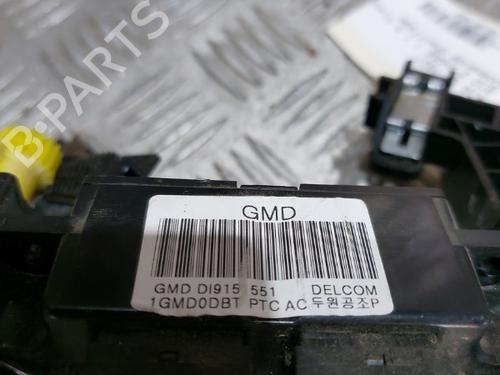 B-PARTS
GMD
GMD DI915 551 DELCOM
1GMD0DBT PTC AC 두원공조P